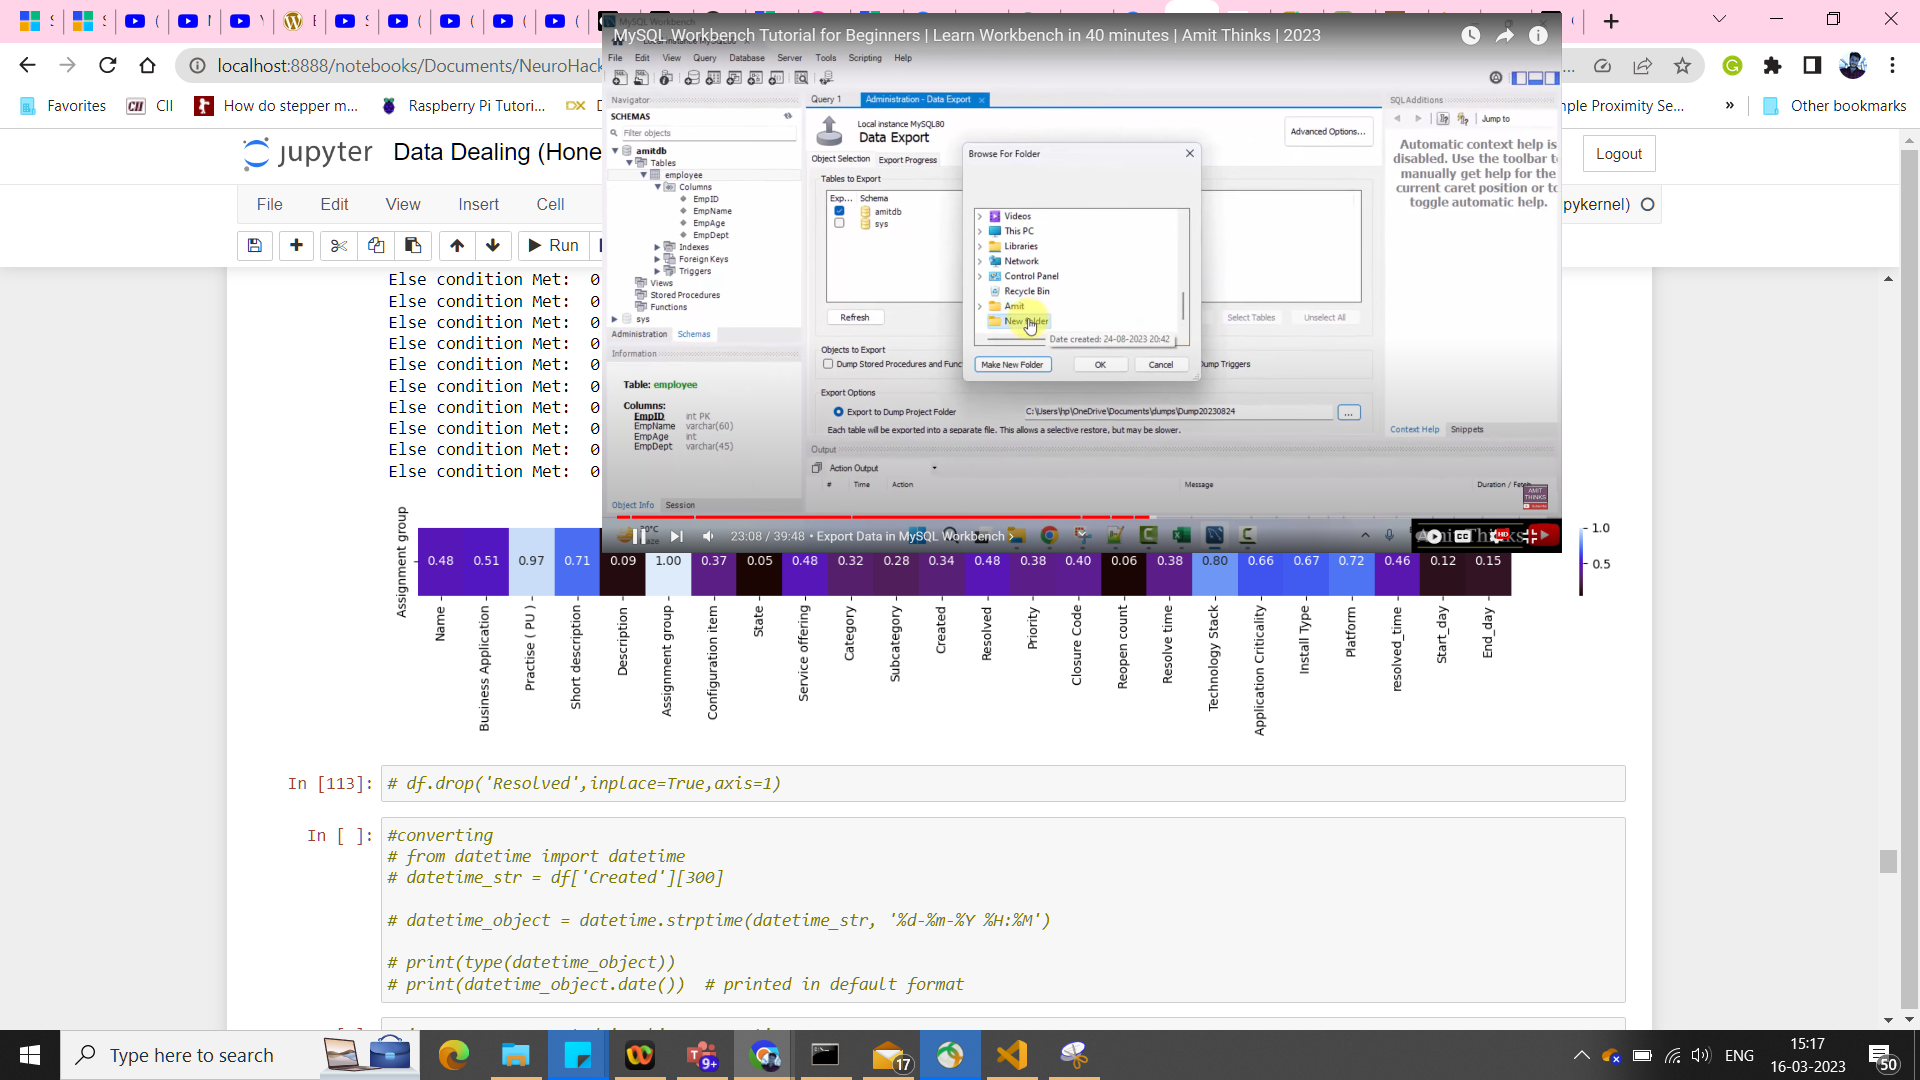 localhost:8888/notebooks/Documents/NeuroHack
Favorites
CII
How do stepper m...
Raspberry Pi Tutori...
DX
ple Proximity Se...
»
Other bookmarks
jupyter
Data Dealing (Hone
Logout
File
Edit
View
Insert
Cell
pykernel)
Run
MySQL Workbench
MySQL Workbench Tutorial for Beginners | Learn Workbench in 40 minutes | Amit Thinks | 2023
File
Edit
View
Query
Database
Server
Tools
Scripting
Help
Navigator
SCHEMAS
Filter objects
amitdb
Tables
employee
Columns
EmpID
EmpName
EmpAge
EmpDept
Indexes
Foreign Keys
Triggers
Views
Stored Procedures
Functions
sys
Administration
Schemas
Information
Table: employee
Columns:
EmpID int PK
EmpName varchar(60)
EmpAge int
EmpDept varchar(45)
Object Info
Session
Query 1
Administration - Data Export
Local instance MySQL80
Data Export
Advanced Options...
Object Selection
Export Progress
Tables to Export
Exp... Schema
amitdb
sys
Refresh
Select Tables
Unselect All
Objects to Export
Dump Stored Procedures and Func
ump Triggers
Export Options
Export to Dump Project Folder
C:\Users\hp\OneDrive\Documents\dumps\Dump20230824
...
Each table will be exported into a separate file. This allows a selective restore, but may be slower.
Output
Action Output
# Time Action Message Duration / Fetch
Browse For Folder
Videos
This PC
Libraries
Network
Control Panel
Recycle Bin
Amit
New folder
Date created: 24-08-2023 20:42
Make New Folder
OK
Cancel
SQLAdditions
Jump to
Automatic context help is
disabled. Use the toolbar to
manually get help for the
current caret position or to
toggle automatic help.
Context Help
Snippets
AMIT
THINKS
23:08 / 39:48 • Export Data in MySQL Workbench
CC
HD
Else condition Met: 0
Else condition Met: 0
Else condition Met: 0
Else condition Met: 0
Else condition Met: 0
Else condition Met: 0
Else condition Met: 0
Else condition Met: 0
Else condition Met: 0
Else condition Met: 0
Assignment group
0.48 0.51 0.97 0.71 0.09 1.00 0.37 0.05 0.48 0.32 0.28 0.34 0.48 0.38 0.40 0.06 0.38 0.80 0.66 0.67 0.72 0.46 0.12 0.15
1.0
0.5
Name
Business Application
Practise ( PU )
Short description
Description
Assignment group
Configuration item
State
Service offering
Category
Subcategory
Created
Resolved
Priority
Closure Code
Reopen count
Resolve time
Technology Stack
Application Criticality
Install Type
Platform
resolved_time
Start_day
End_day
In [113]: # df.drop('Resolved',inplace=True,axis=1)
In [ ]: #converting
# from datetime import datetime
# datetime_str = df['Created'][300]
# datetime_object = datetime.strptime(datetime_str, '%d-%m-%Y %H:%M')
# print(type(datetime_object))
# print(datetime_object.date()) # printed in default format
Type here to search
9+
17
ENG
15:17
16-03-2023
50